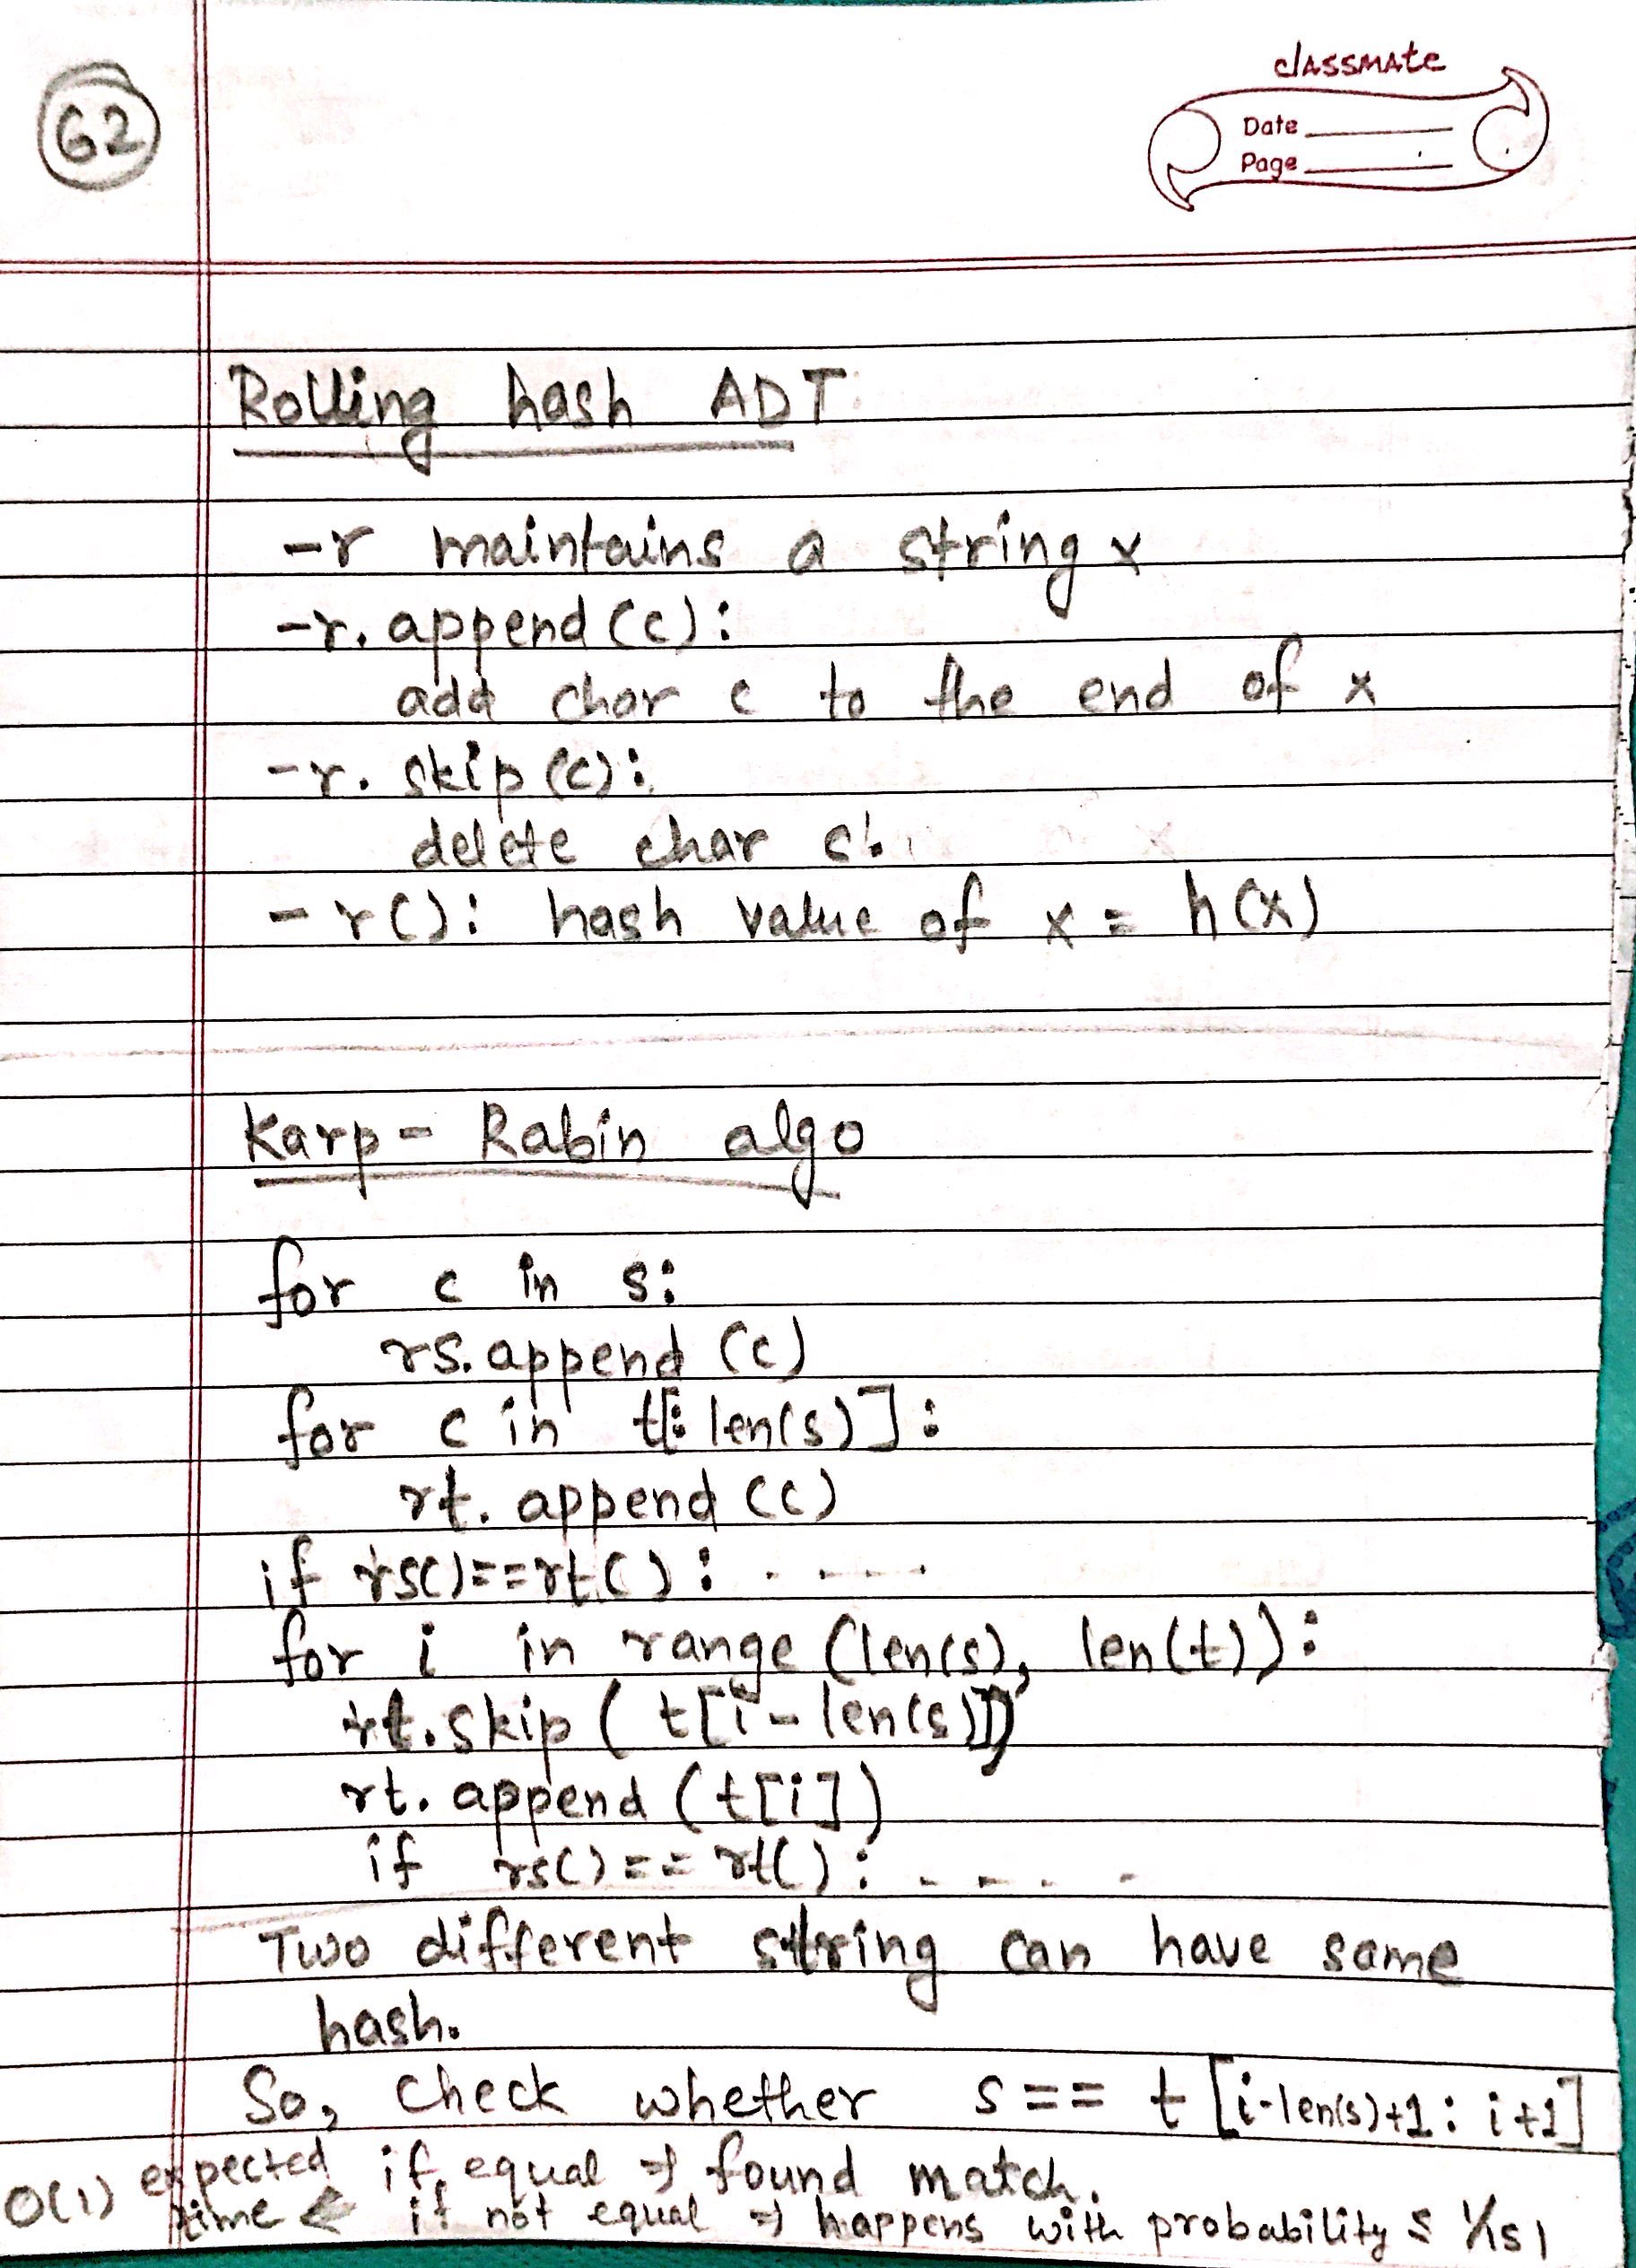 62
classmate
Date
Page
Rolling hash ADT
- r maintains a string x
- r. append (c) :
add char c to the end of x
- r. skip (c) :
delete char c.
- r( ) : hash value of x = h(x)
Karp - Rabin algo
for c in s:
rs. append (c)
for c in t[: len(s)] :
rt. append (c)
if rs()==rt( ) : . . . . .
for i in range (len(s), len(t)) :
rt. skip ( t[i - len(s)])
rt. append (t[i])
if rs() == rt() : - - - . -
Two different string can have same
hash.
So, check whether s == t [i-len(s)+1 : i+1]
if equal ⇒ found match.
O(1) expected time ⇐ if not equal ⇒ happens with probability ≤ 1/|s|